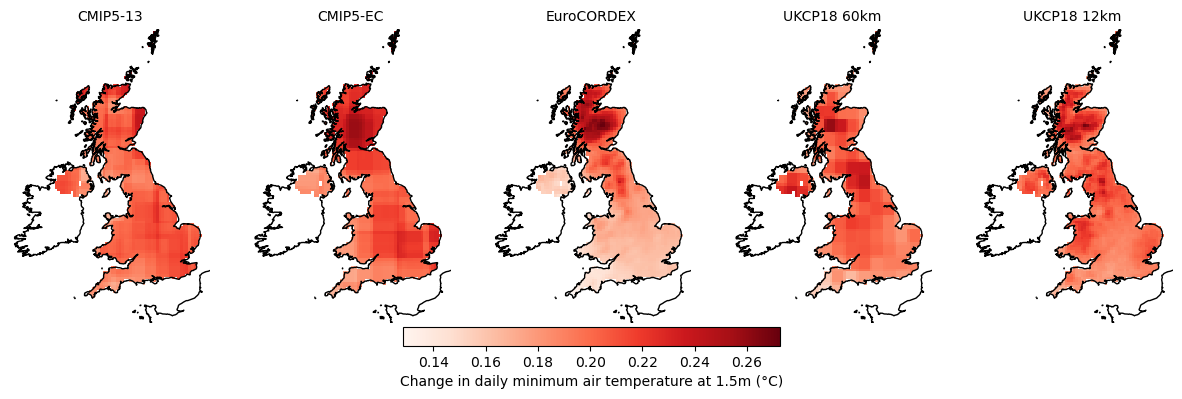 CMIP5-13 CMIP5-EC EuroCORDEX UKCP18 60km UKCP18 12km
0.14 0.16 0.18 0.20 0.22 0.24 0.26
Change in daily minimum air temperature at 1.5m (°C)